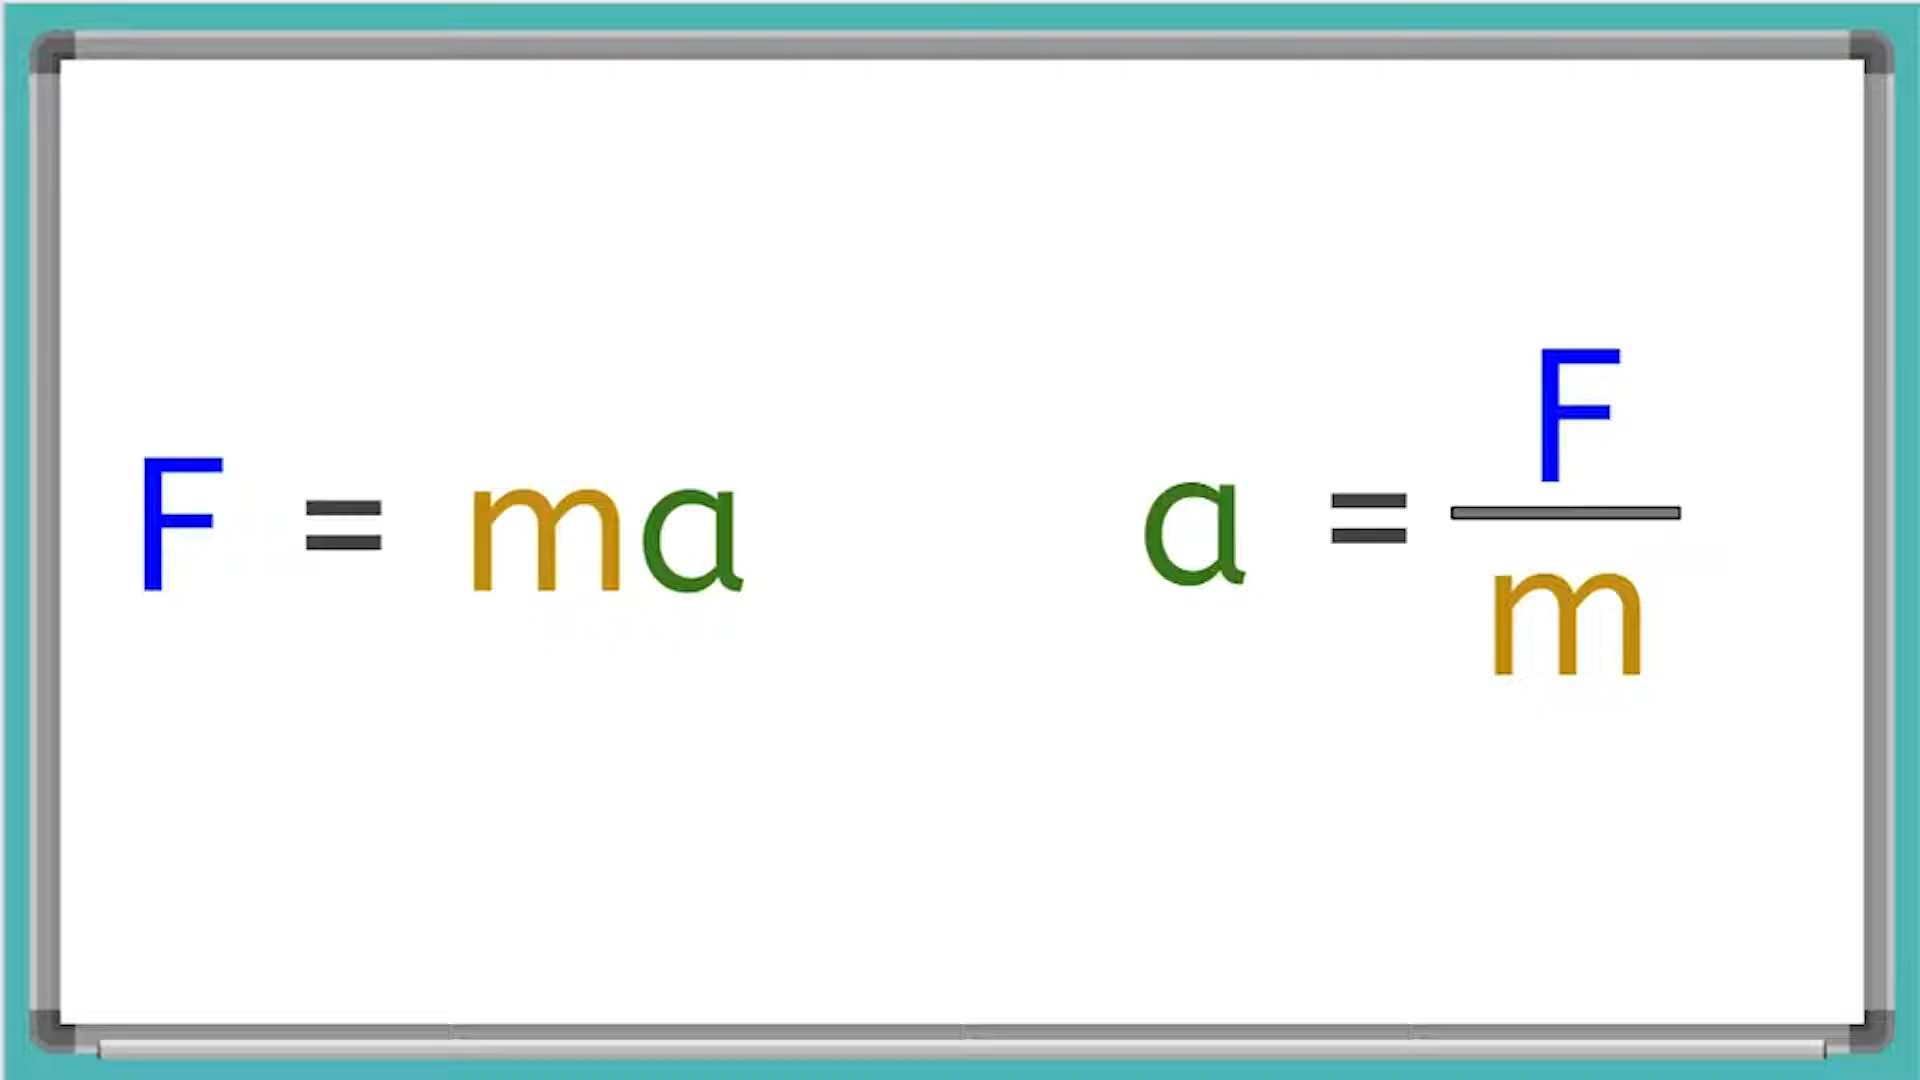 F = ma
a = F/m